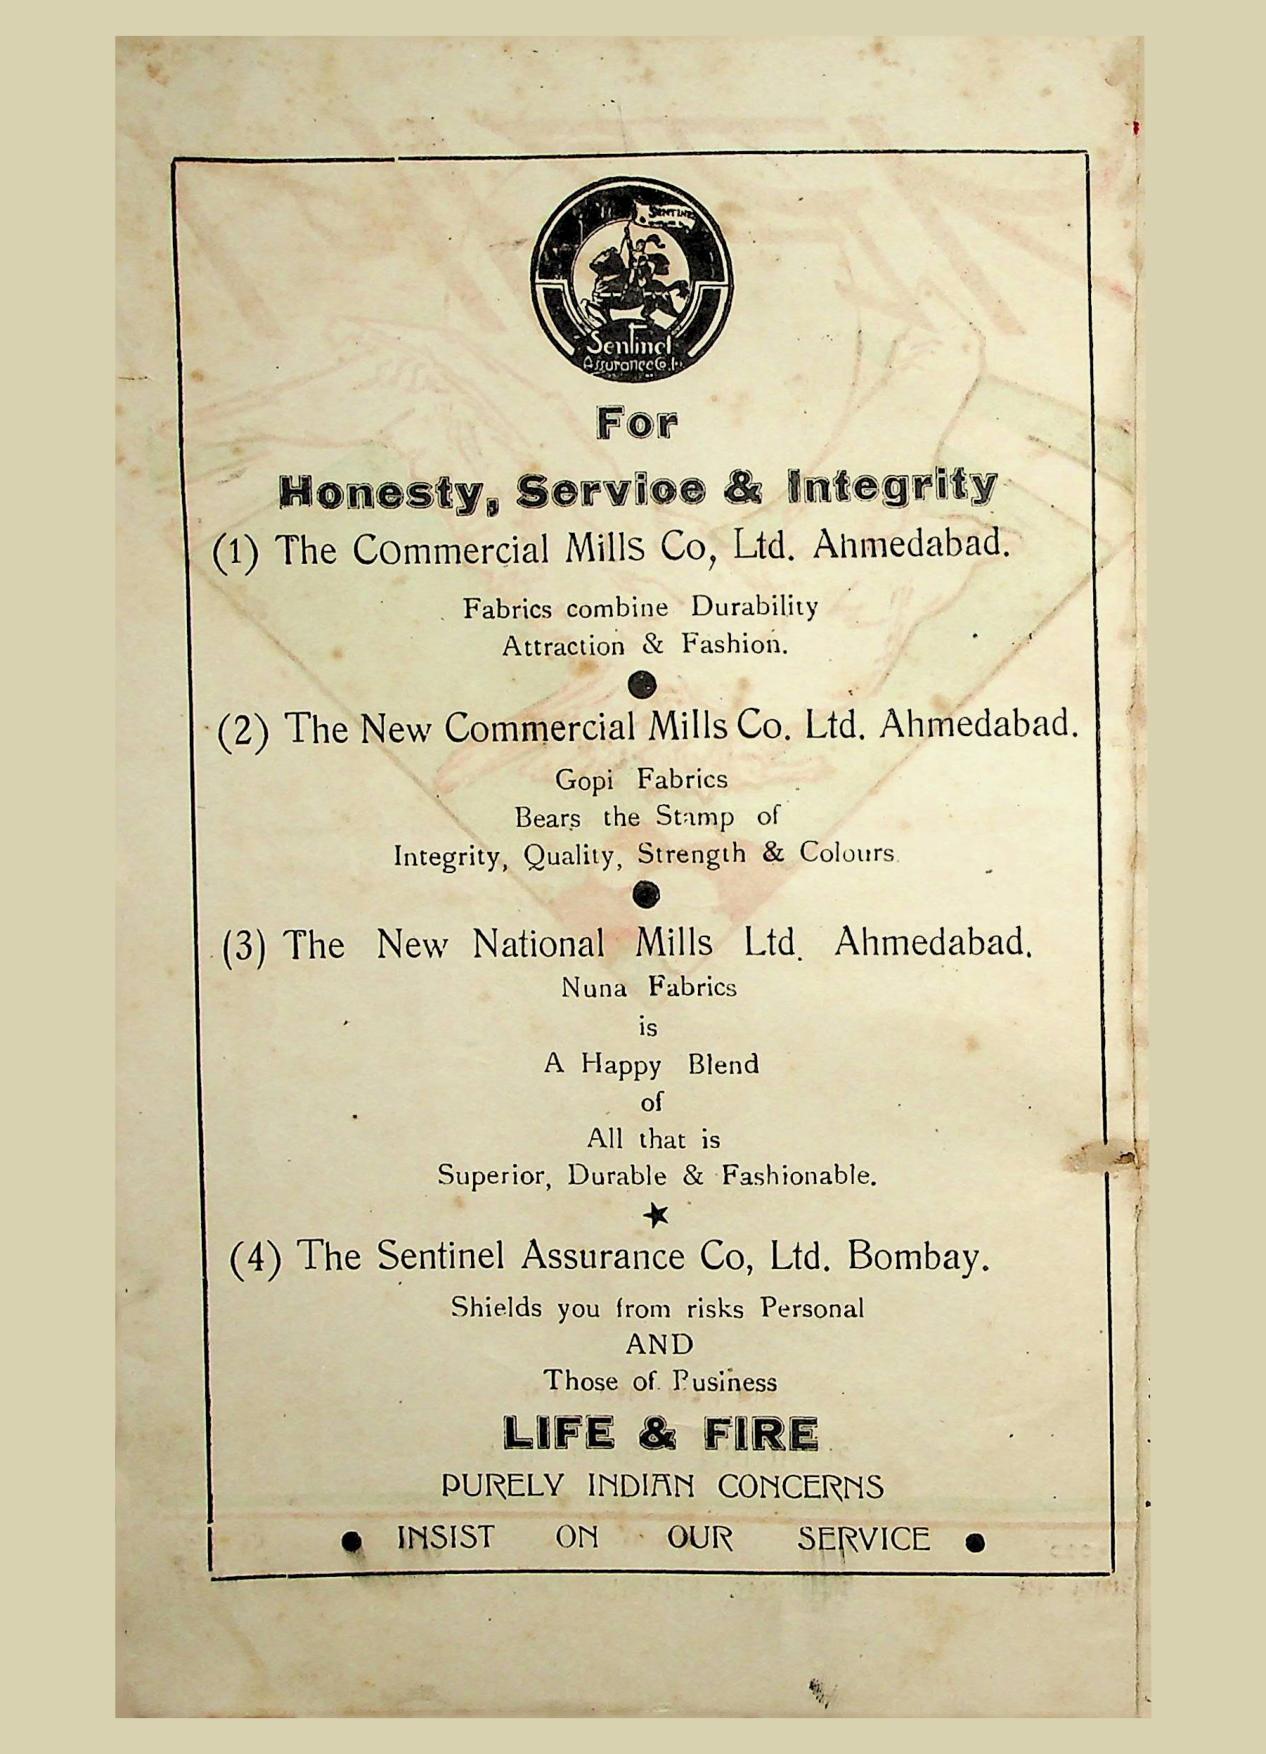 SENTINEL
Sentinel
Assurance Co. L
For
Honesty, Service & Integrity
(1) The Commercial Mills Co, Ltd. Ahmedabad.
Fabrics combine Durability
Attraction & Fashion.
(2) The New Commercial Mills Co. Ltd. Ahmedabad.
Gopi Fabrics
Bears the Stamp of
Integrity, Quality, Strength & Colours.
(3) The New National Mills Ltd. Ahmedabad.
Nuna Fabrics
is
A Happy Blend
of
All that is
Superior, Durable & Fashionable.
(4) The Sentinel Assurance Co, Ltd. Bombay.
Shields you from risks Personal
AND
Those of Business
LIFE & FIRE
PURELY INDIAN CONCERNS
INSIST ON OUR SERVICE